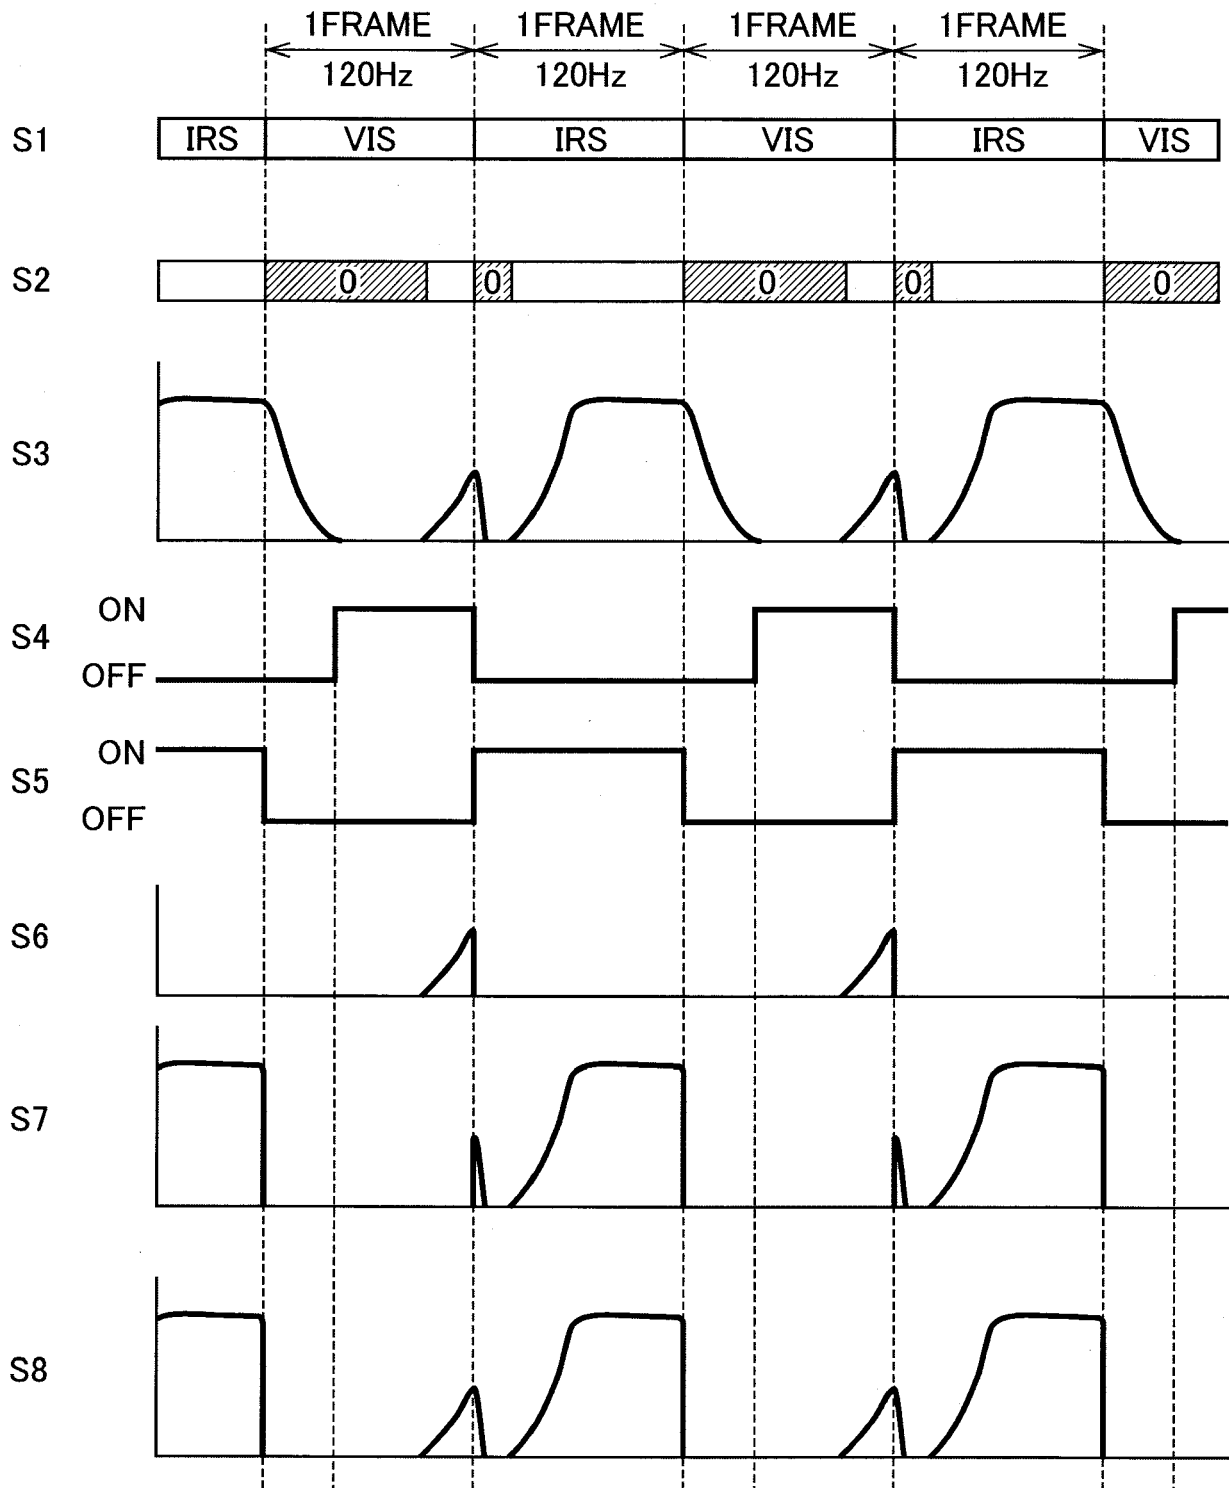 1FRAME 1FRAME 1FRAME 1FRAME
120Hz 120Hz 120Hz 120Hz
S1 IRS VIS IRS VIS IRS VIS
S2 0 0 0 0 0
S3
ON
S4
OFF
ON
S5
OFF
S6
S7
S8